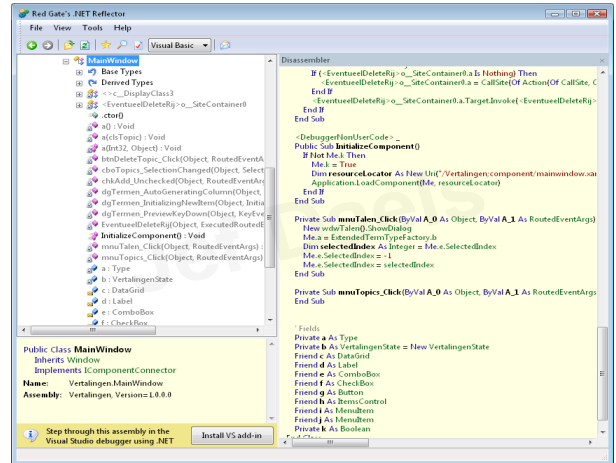 Red Gate's .NET Reflector
File View Tools Help
Visual Basic
MainWindow
Base Types
Derived Types
<>c__DisplayClass3
<EventueelDeleteRij>o__SiteContainer0
.ctor()
a() : Void
a(clsTopic) : Void
a(Int32, Object) : Void
btnDeleteTopic_Click(Object, RoutedEventA
cboTopics_SelectionChanged(Object, Select
chkAdd_Unchecked(Object, RoutedEventArg
dgTermen_AutoGeneratingColumn(Object,
dgTermen_InitializingNewItem(Object, Initia
dgTermen_PreviewKeyDown(Object, KeyEve
EventueelDeleteRij(Object, ExecutedRoutedE
InitializeComponent() : Void
mnuTalen_Click(Object, RoutedEventArgs) :
mnuTopics_Click(Object, RoutedEventArgs)
a : Type
b : VertalingenState
c : DataGrid
d : Label
e : ComboBox
f : CheckBox
Public Class MainWindow
Inherits Window
Implements IComponentConnector
Name: Vertalingen.MainWindow
Assembly: Vertalingen, Version=1.0.0.0
Step through this assembly in the
Visual Studio debugger using .NET
Install VS add-in
Disassembler
If (<EventueelDeleteRij>o__SiteContainer0.a Is Nothing) Then
<EventueelDeleteRij>o__SiteContainer0.a = CallSite(Of Action(Of CallSite, C
End If
<EventueelDeleteRij>o__SiteContainer0.a.Target.Invoke(<EventueelDeleteRij>
End If
End Sub
<DebuggerNonUserCode> _
Public Sub InitializeComponent()
If Not Me.k Then
Me.k = True
Dim resourceLocator As New Uri("/Vertalingen;component/mainwindow.xar
Application.LoadComponent(Me, resourceLocator)
End If
End Sub
Private Sub mnuTalen_Click(ByVal A_0 As Object, ByVal A_1 As RoutedEventArgs)
New wdwTalen().ShowDialog
Me.a = ExtendedTermTypeFactory.b
Dim selectedIndex As Integer = Me.e.SelectedIndex
Me.e.SelectedIndex = -1
Me.e.SelectedIndex = selectedIndex
End Sub
Private Sub mnuTopics_Click(ByVal A_0 As Object, ByVal A_1 As RoutedEventArgs
End Sub
' Fields
Private a As Type
Private b As VertalingenState = New VertalingenState
Friend c As DataGrid
Friend d As Label
Friend e As ComboBox
Friend f As CheckBox
Friend g As Button
Friend h As ItemsControl
Friend i As MenuItem
Friend j As MenuItem
Private k As Boolean
End Class